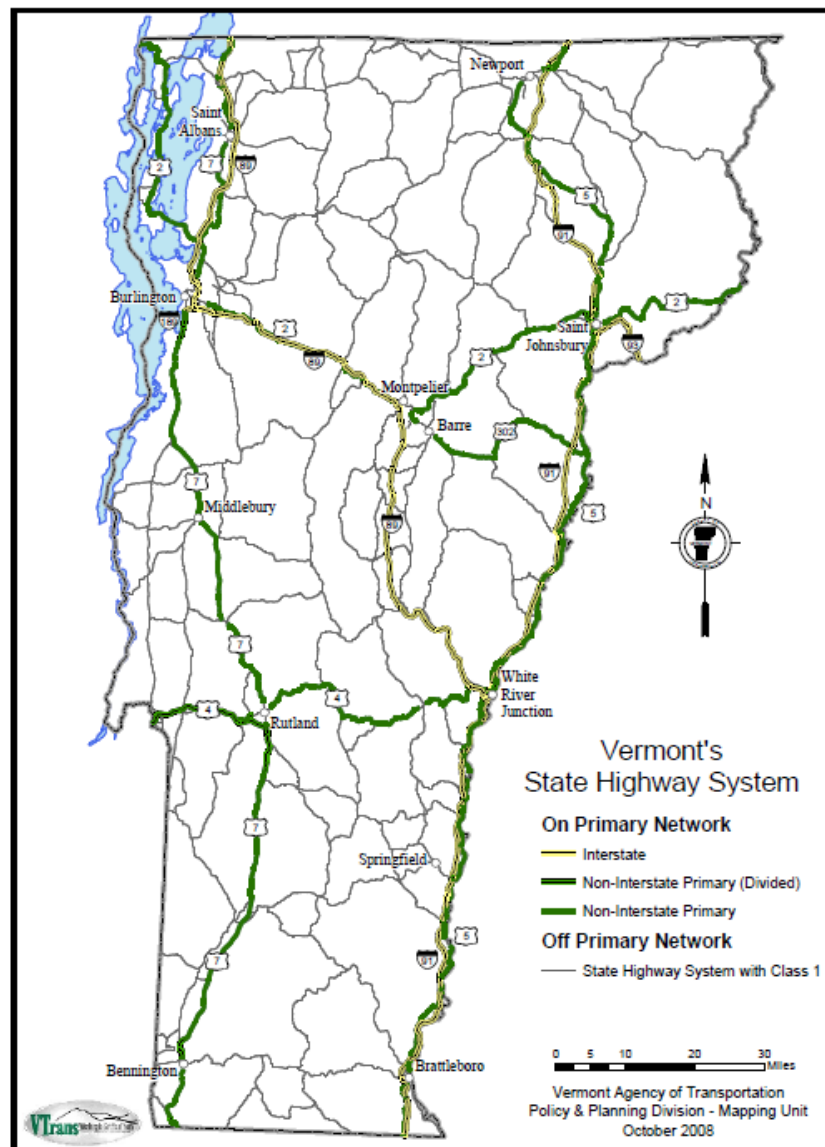 Newport
Saint
Albans
2
7
89
5
91
Burlington
189
2
89
2
Saint
Johnsbury
93
2
Montpelier
Barre
302
7
91
5
Middlebury
89
N
7
White
River
Junction
4
4
Rutland
7
Springfield
5
91
7
Bennington
Brattleboro
Vermont's
State Highway System
On Primary Network
Interstate
Non-Interstate Primary (Divided)
Non-Interstate Primary
Off Primary Network
State Highway System with Class 1
0 5 10 20 30
Miles
Vermont Agency of Transportation
Policy & Planning Division - Mapping Unit
October 2008
VTrans